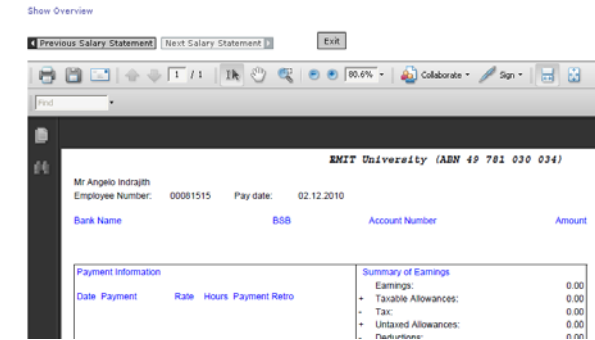 Show Overview
Previous Salary Statement Next Salary Statement Exit
1 / 1 80.6% Collaborate Sign
Find
RMIT University (ABN 49 781 030 034)
Mr Angelo Indrajith
Employee Number: 00081515 Pay date: 02.12.2010
Bank Name BSB Account Number Amount
Payment Information Summary of Earnings
Earnings: 0.00
Date Payment Rate Hours Payment Retro + Taxable Allowances: 0.00
- Tax: 0.00
+ Untaxed Allowances: 0.00
- Deductions: 0.00